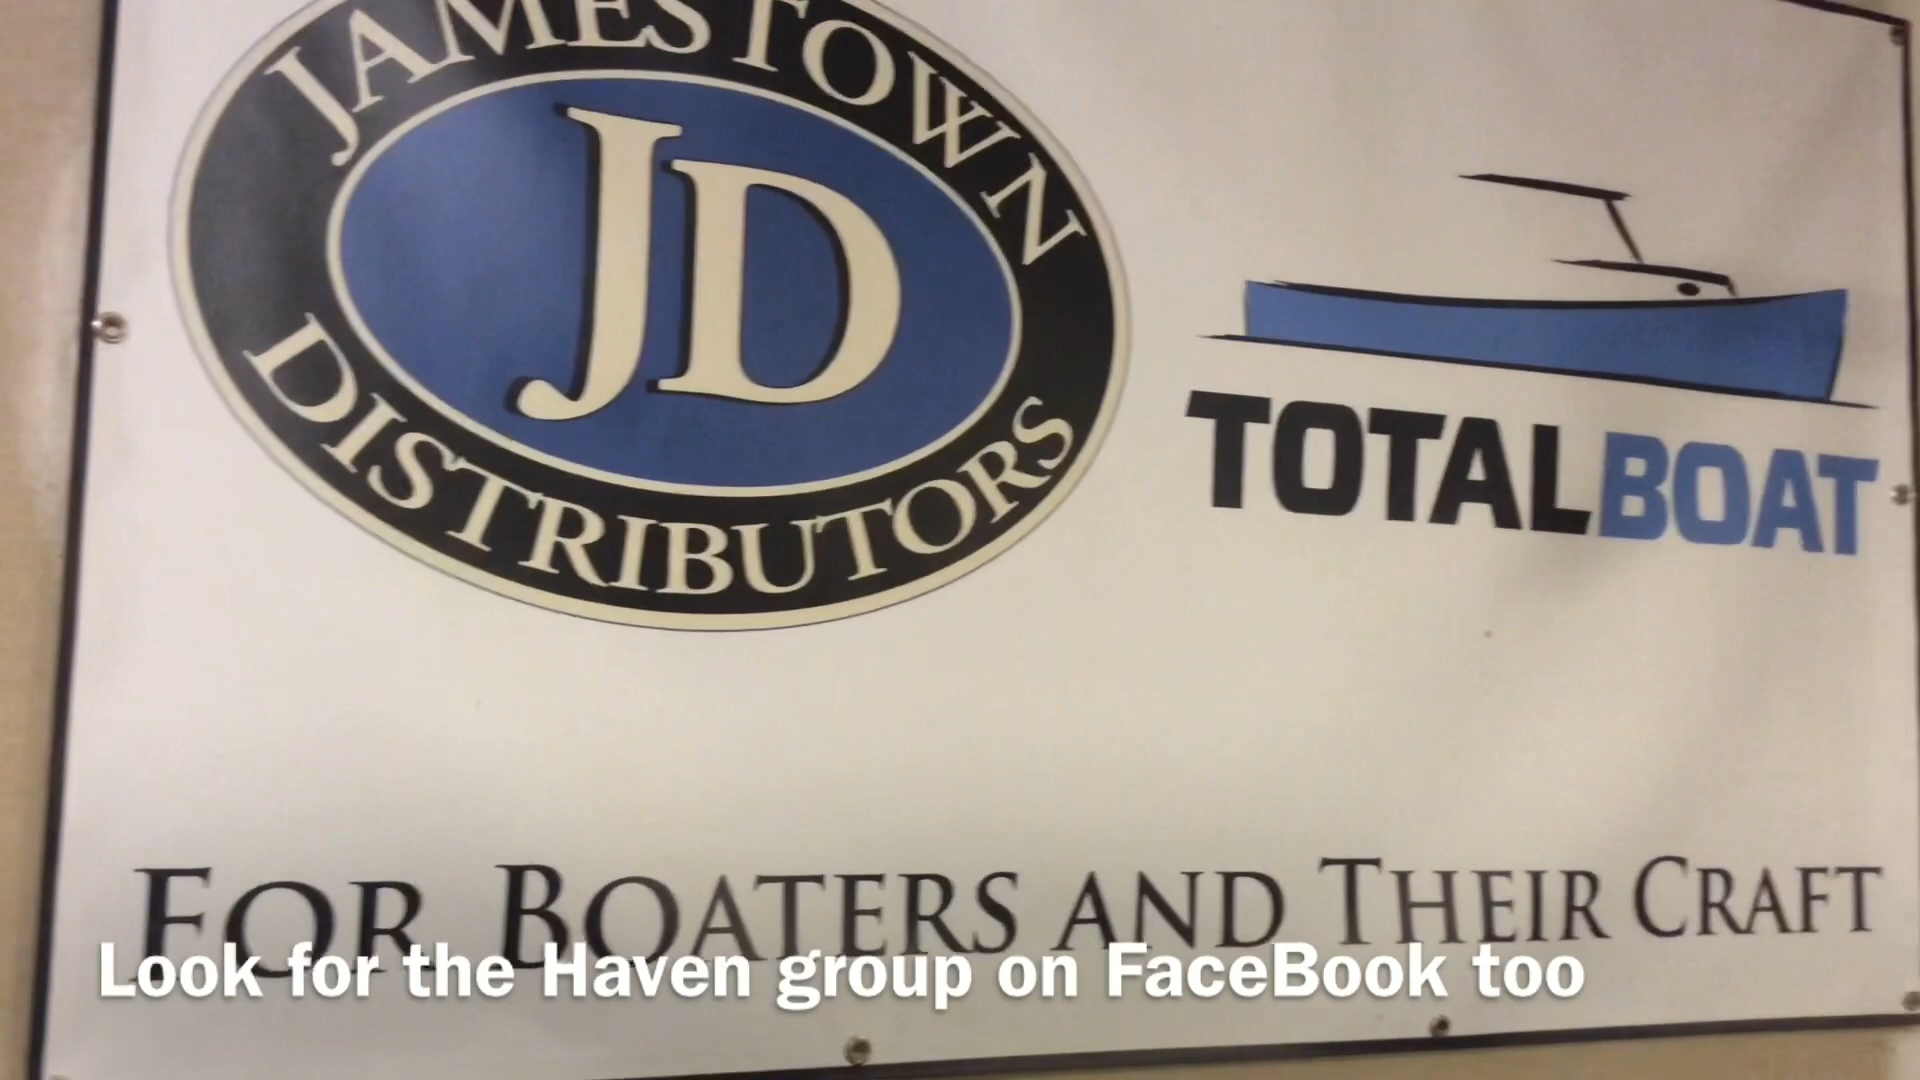 JAMESTOWN
JD
DISTRIBUTORS
TOTALBOAT
FOR BOATERS AND THEIR CRAFT
Look for the Haven group on FaceBook too